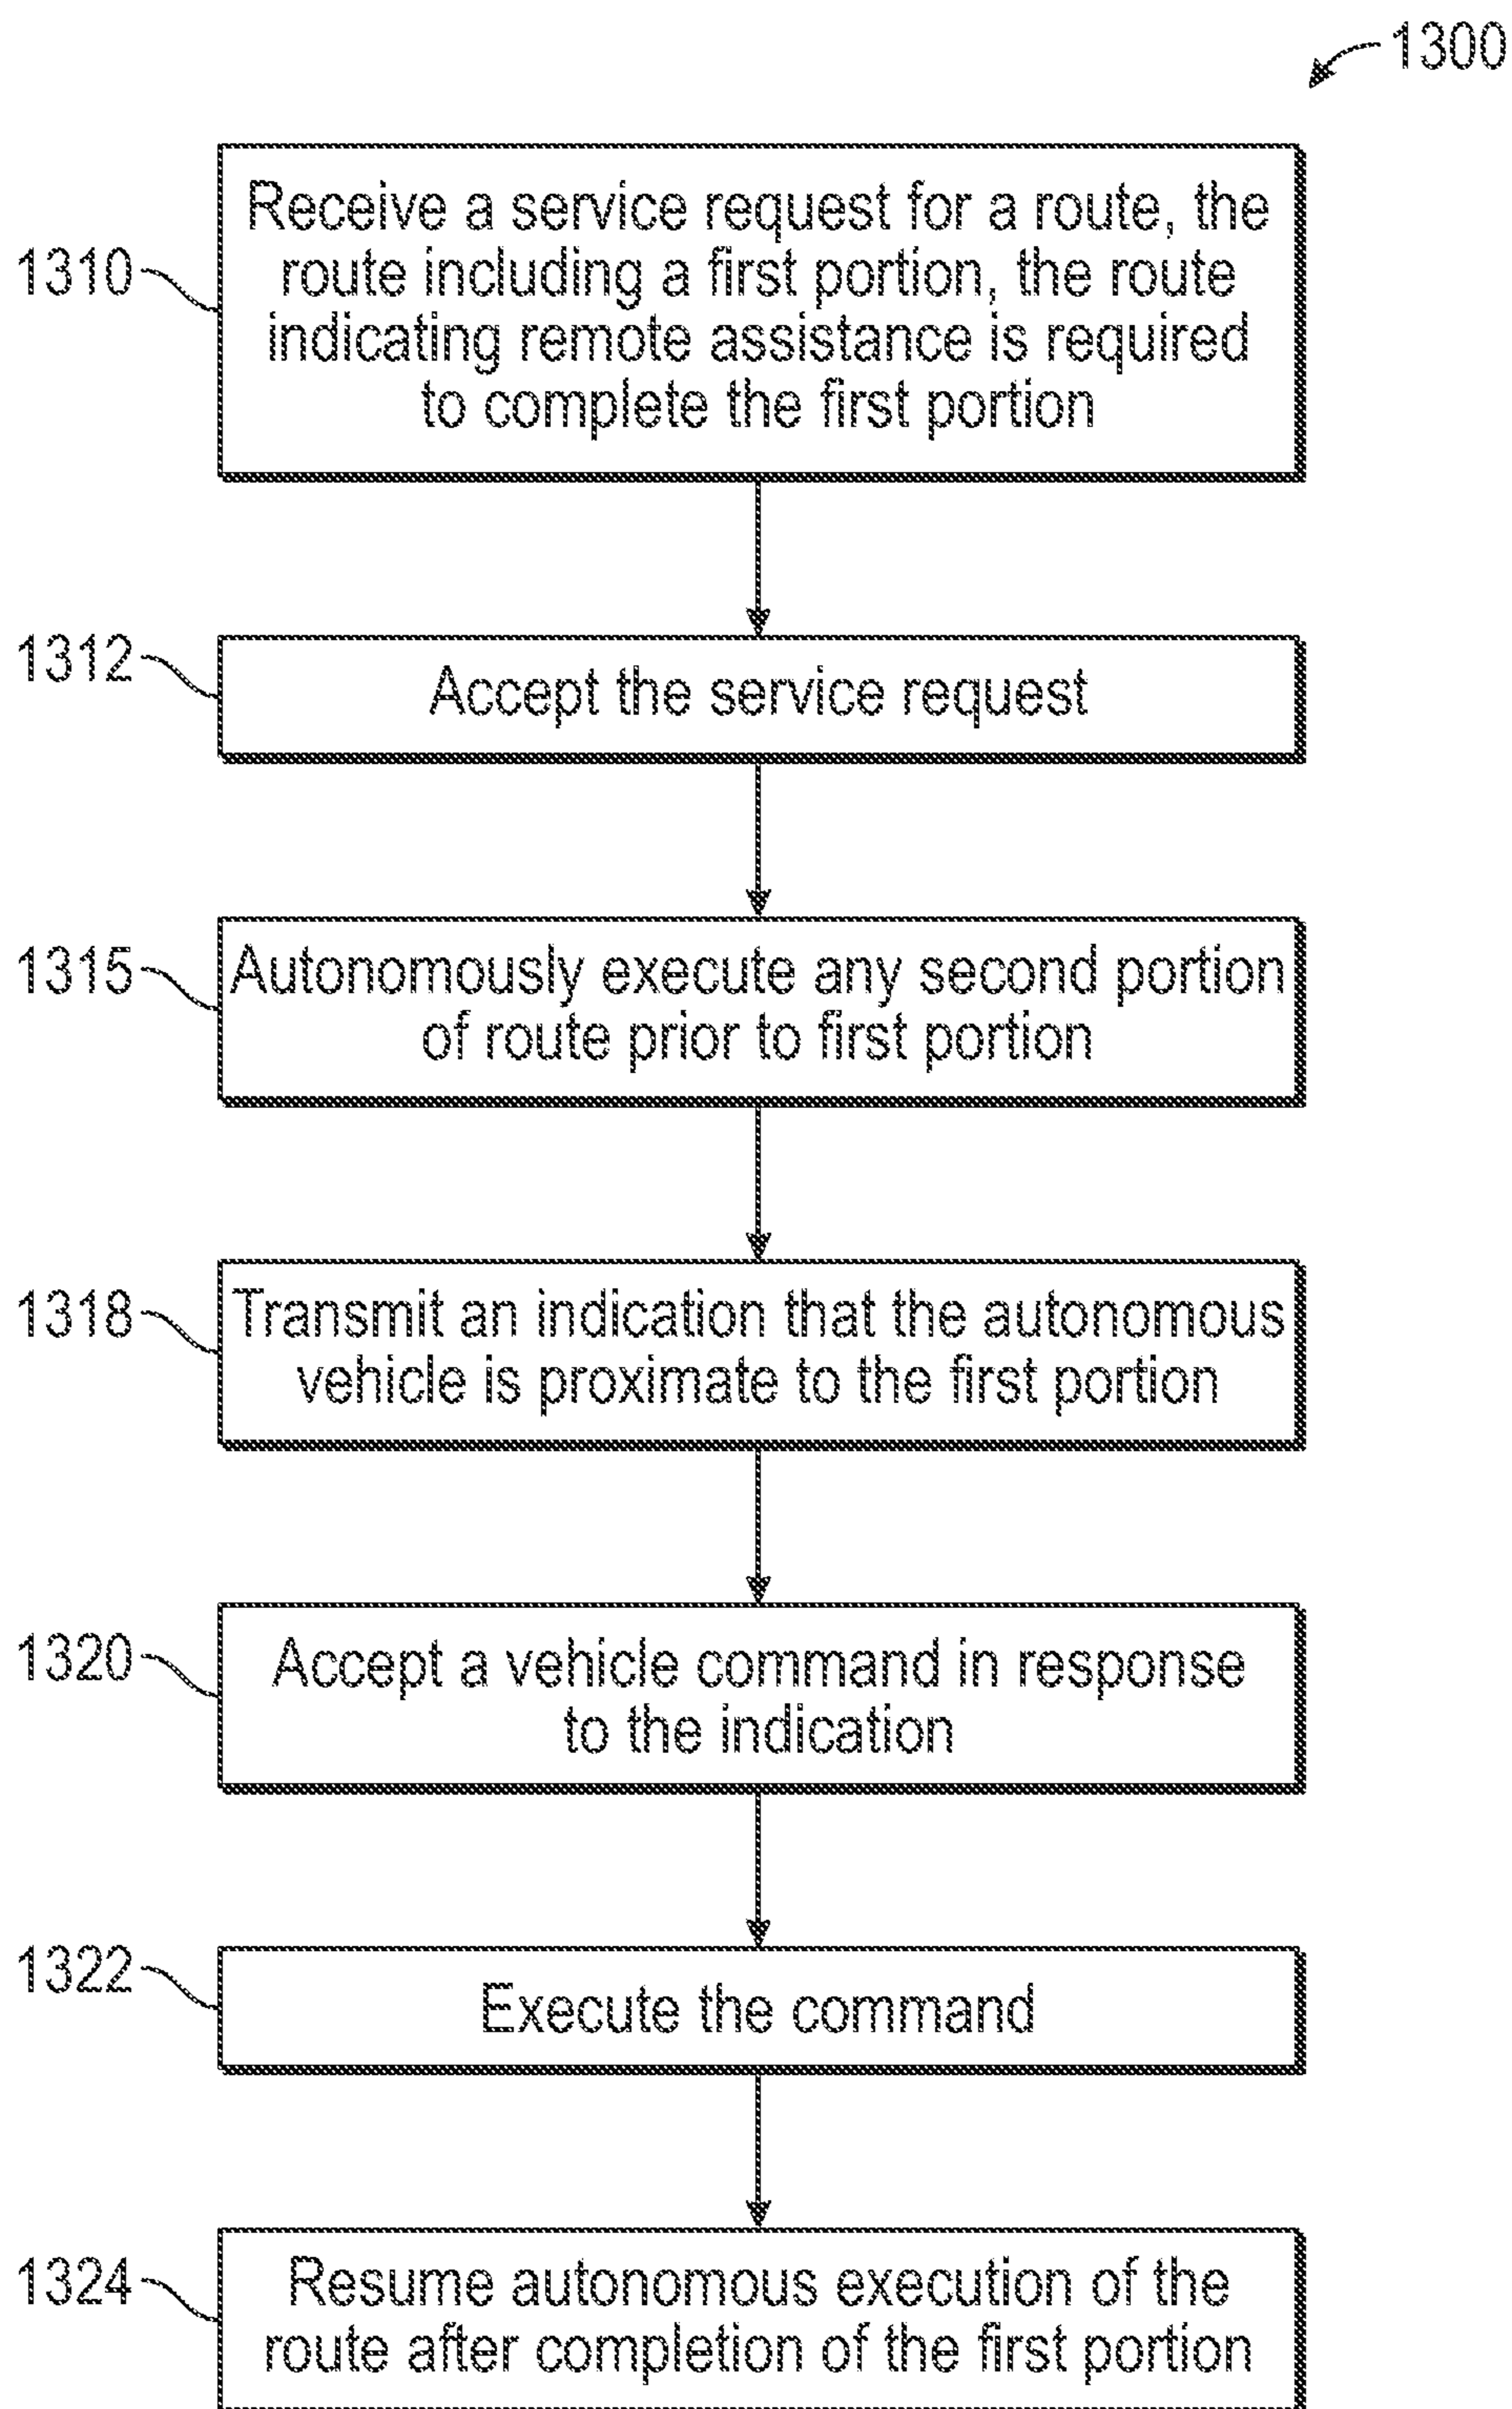 1300
1310
Receive a service request for a route, the
route including a first portion, the route
indicating remote assistance is required
to complete the first portion
1312
Accept the service request
1315
Autonomously execute any second portion
of route prior to first portion
1318
Transmit an indication that the autonomous
vehicle is proximate to the first portion
1320
Accept a vehicle command in response
to the indication
1322
Execute the command
1324
Resume autonomous execution of the
route after completion of the first portion